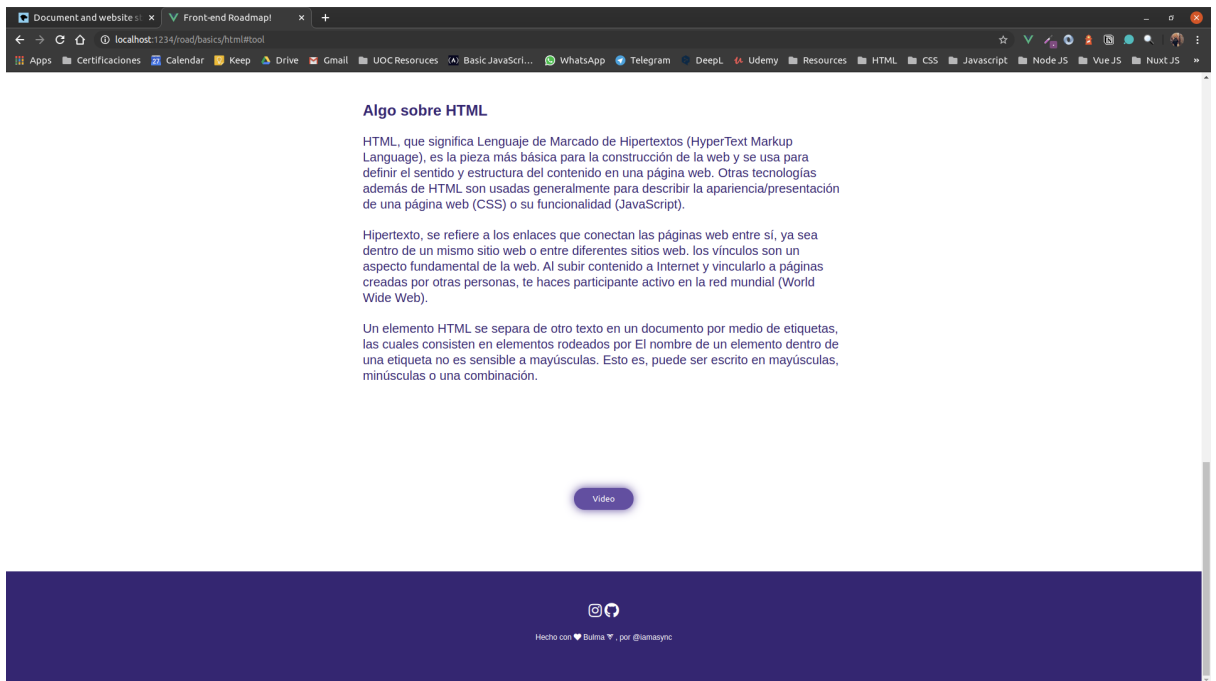 Document and website st
Front-end Roadmap!
localhost:1234/road/basics/html#tool
Apps Certificaciones 27 Calendar Keep Drive Gmail UOC Resoruces Basic JavaScri... WhatsApp Telegram DeepL Udemy Resources HTML CSS Javascript Node JS Vue JS Nuxt JS »
Algo sobre HTML
HTML, que significa Lenguaje de Marcado de Hipertextos (HyperText Markup
Language), es la pieza más básica para la construcción de la web y se usa para
definir el sentido y estructura del contenido en una página web. Otras tecnologías
además de HTML son usadas generalmente para describir la apariencia/presentación
de una página web (CSS) o su funcionalidad (JavaScript).
Hipertexto, se refiere a los enlaces que conectan las páginas web entre sí, ya sea
dentro de un mismo sitio web o entre diferentes sitios web. los vínculos son un
aspecto fundamental de la web. Al subir contenido a Internet y vincularlo a páginas
creadas por otras personas, te haces participante activo en la red mundial (World
Wide Web).
Un elemento HTML se separa de otro texto en un documento por medio de etiquetas,
las cuales consisten en elementos rodeados por El nombre de un elemento dentro de
una etiqueta no es sensible a mayúsculas. Esto es, puede ser escrito en mayúsculas,
minúsculas o una combinación.
Video
Hecho con ❤ Bulma , por @iamasync